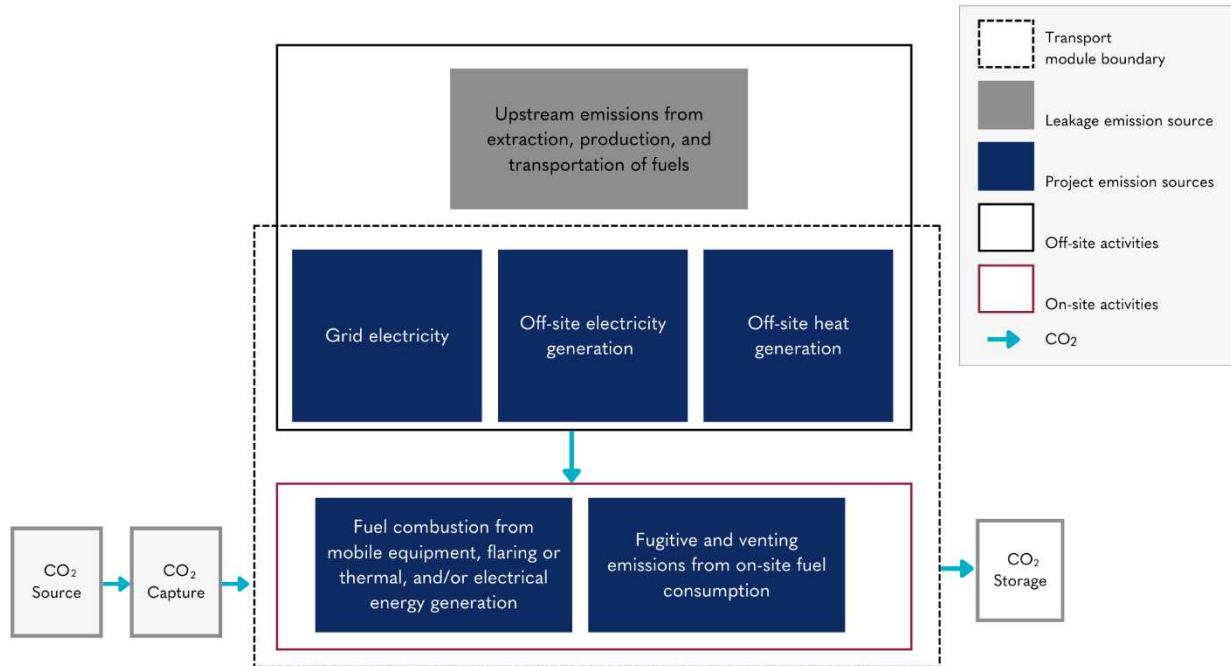 Upstream emissions from
extraction, production, and
transportation of fuels
Grid electricity
Off-site electricity
generation
Off-site heat
generation
Fuel combustion from
mobile equipment, flaring or
thermal, and/or electrical
energy generation
Fugitive and venting
emissions from on-site fuel
consumption
CO₂
Source
CO₂
Capture
CO₂
Storage
Transport
module boundary
Leakage emission source
Project emission sources
Off-site activities
On-site activities
CO₂